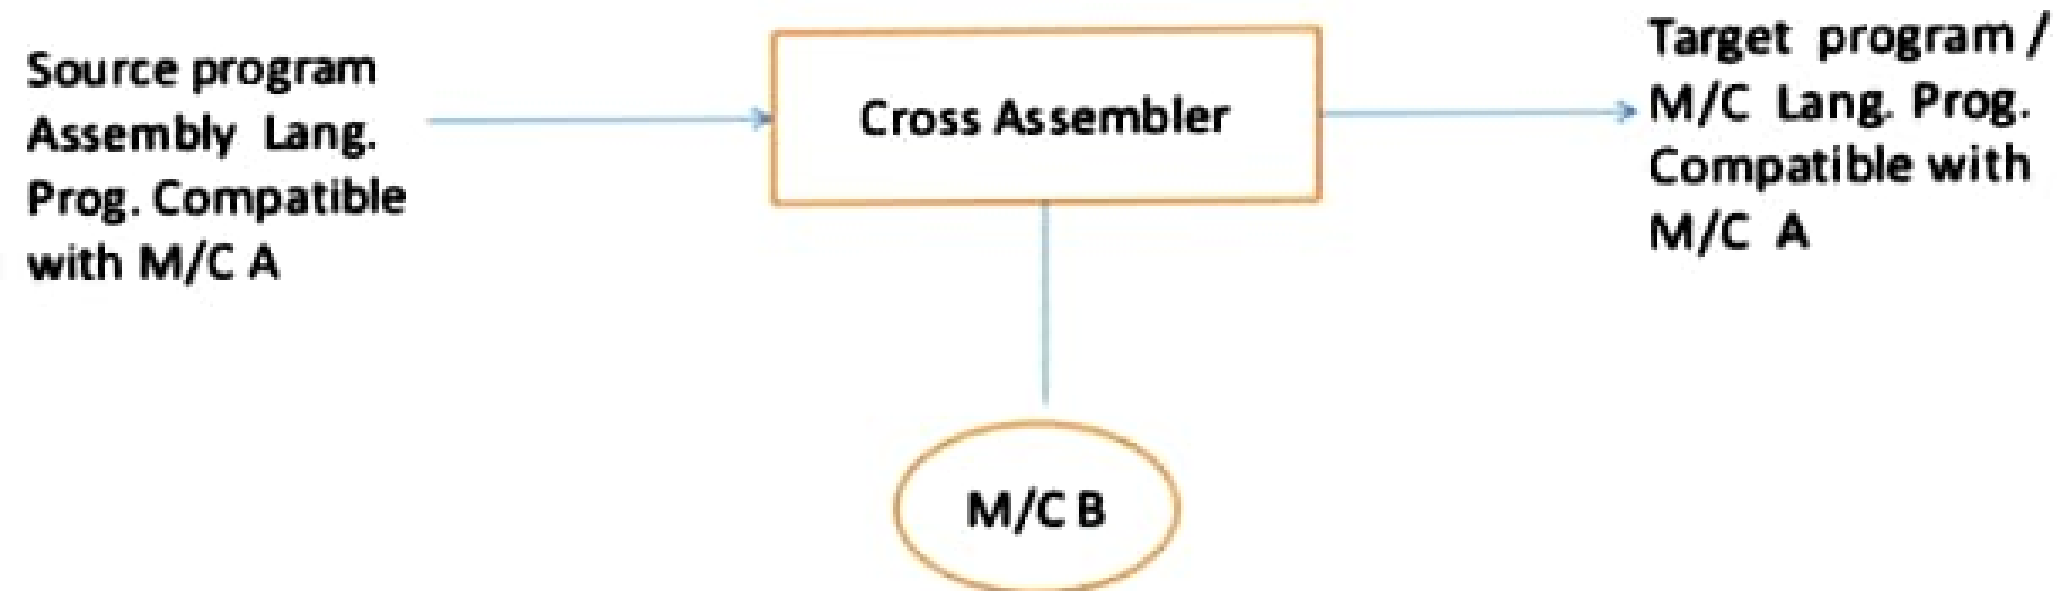 Source program
Assembly Lang.
Prog. Compatible
with M/C A
Cross Assembler
Target program /
M/C Lang. Prog.
Compatible with
M/C A
M/C B